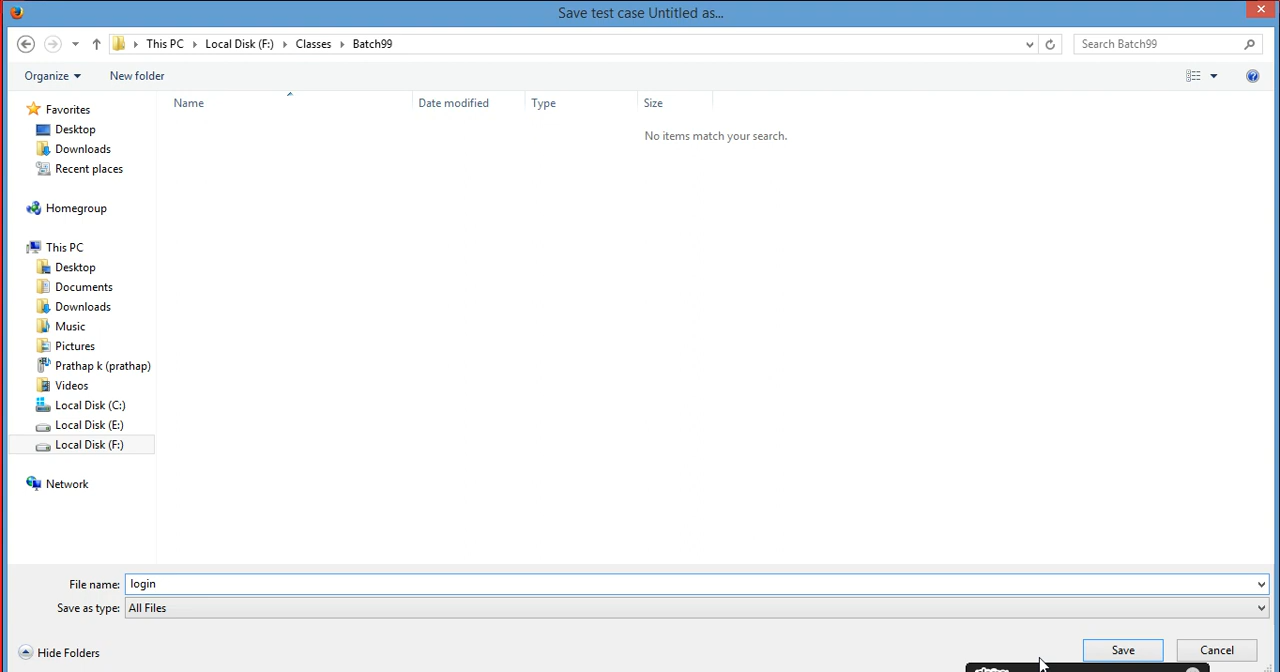 Save test case Untitled as...
This PC Local Disk (F:) Classes Batch99 Search Batch99
Organize New folder
Name Date modified Type Size
No items match your search.
Favorites
Desktop
Downloads
Recent places
Homegroup
This PC
Desktop
Documents
Downloads
Music
Pictures
Prathap k (prathap)
Videos
Local Disk (C:)
Local Disk (E:)
Local Disk (F:)
Network
File name: login
Save as type: All Files
Hide Folders Save Cancel